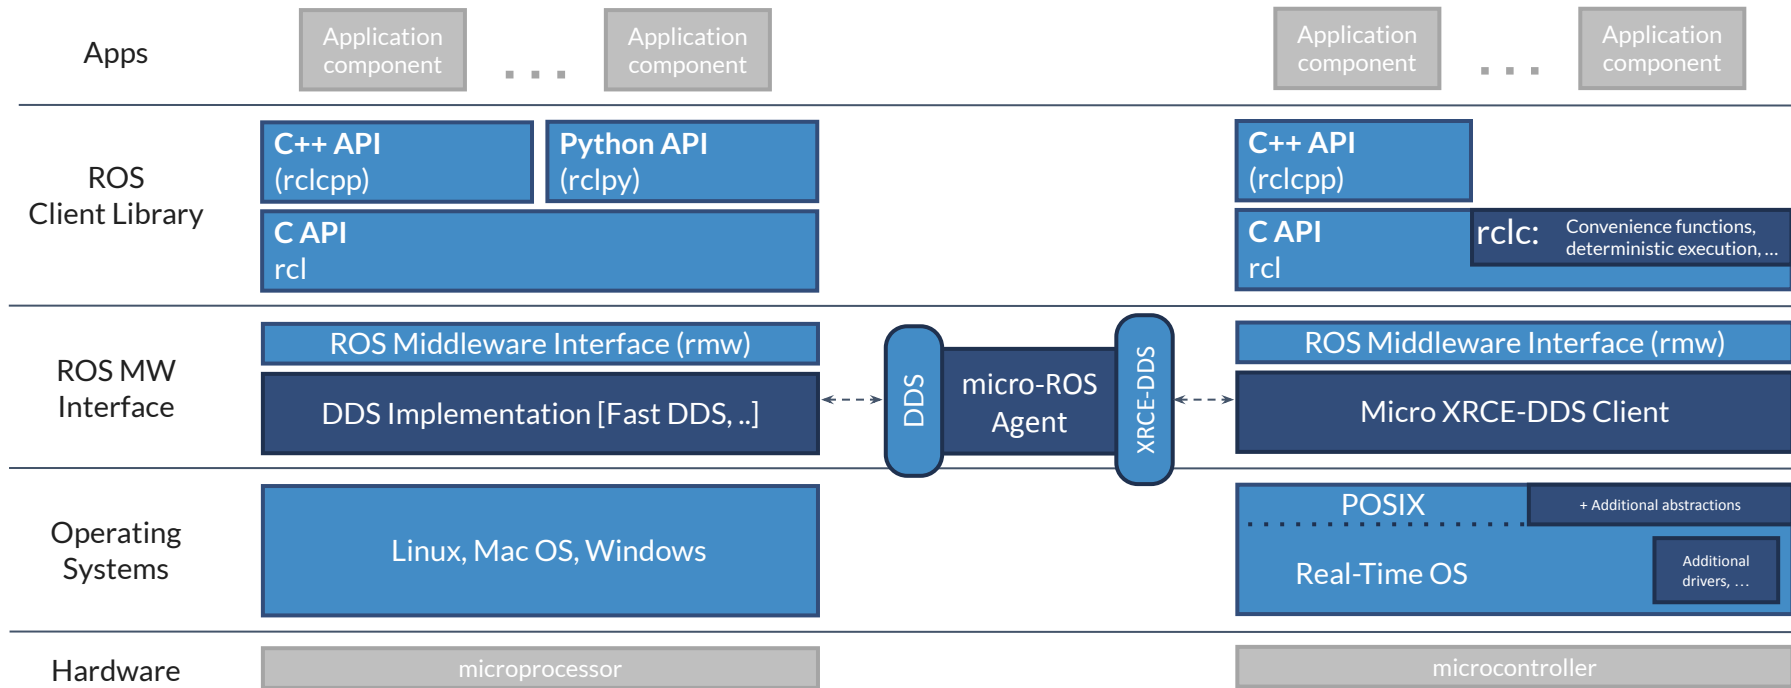 Apps
Application
component
...
Application
component
Application
component
...
Application
component
ROS
Client Library
C++ API
(rclcpp)
Python API
(rclpy)
C API
rcl
C++ API
(rclcpp)
C API
rcl
rclc:
Convenience functions,
deterministic execution, ...
ROS MW
Interface
ROS Middleware Interface (rmw)
DDS Implementation [Fast DDS, ..]
DDS
micro-ROS
Agent
XRCE-DDS
ROS Middleware Interface (rmw)
Micro XRCE-DDS Client
Operating
Systems
Linux, Mac OS, Windows
POSIX
+ Additional abstractions
Real-Time OS
Additional
drivers, …
Hardware
microprocessor
microcontroller